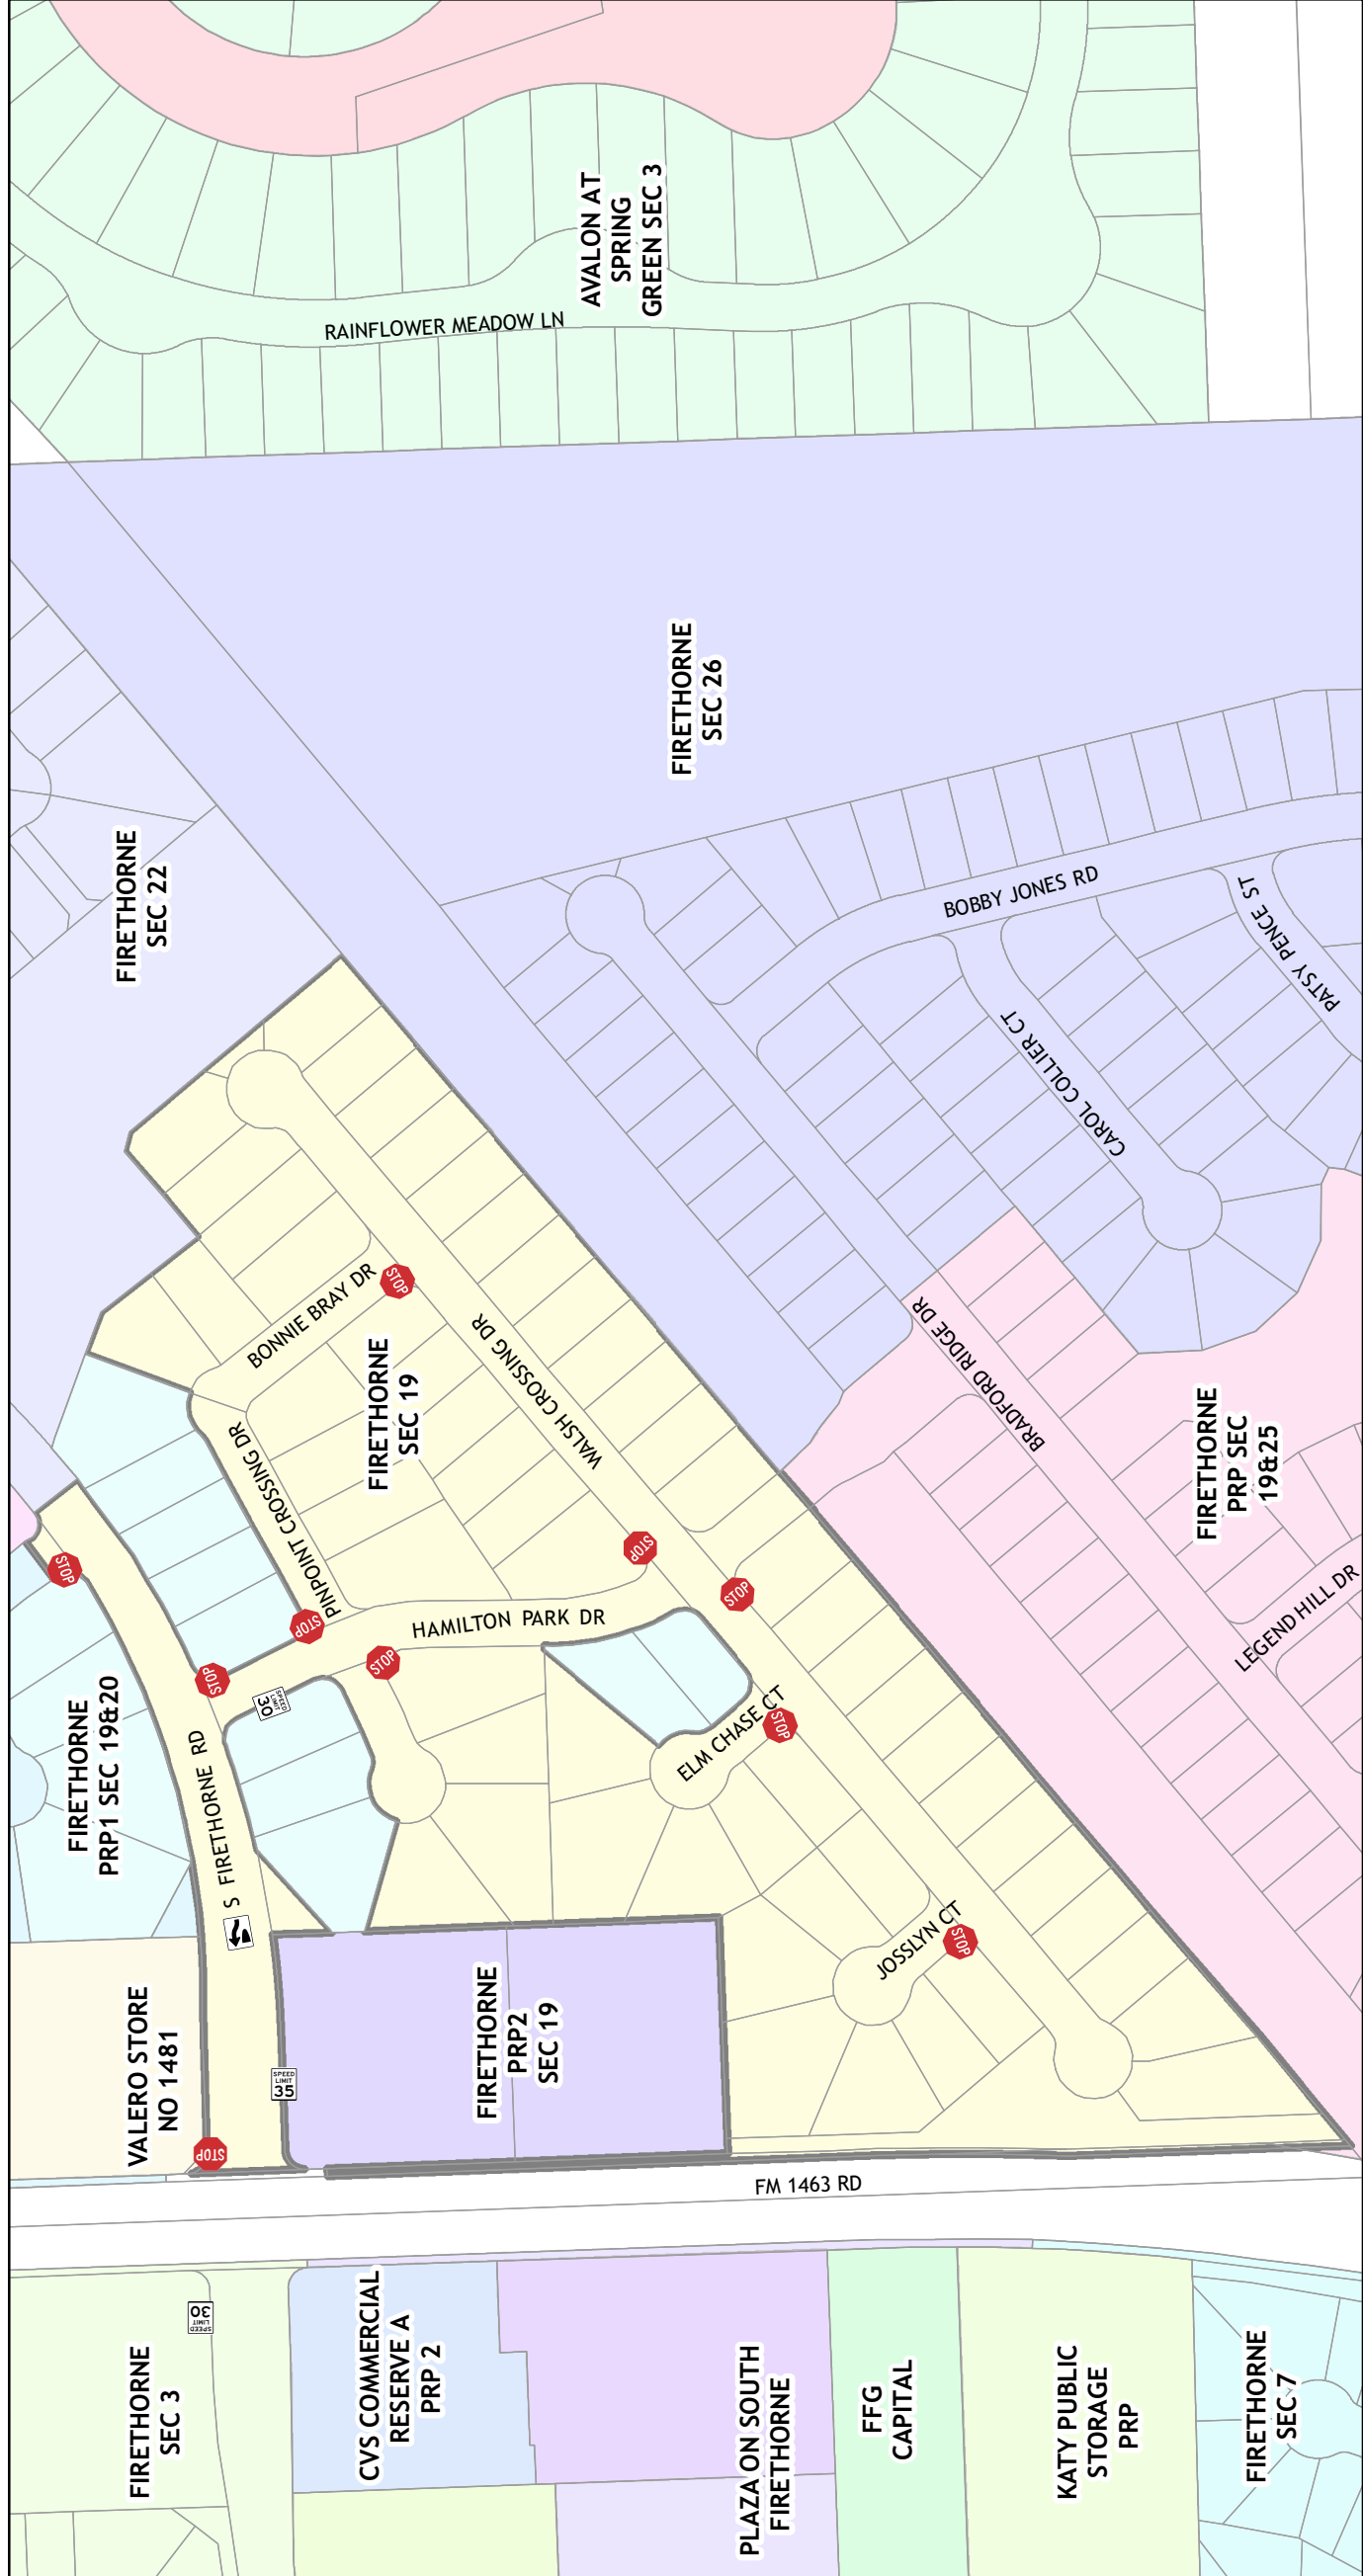 AVALON AT
SPRING
GREEN SEC 3
RAINFLOWER MEADOW LN
FIRETHORNE
SEC 26
FIRETHORNE
SEC 22
BOBBY JONES RD
PATSY PENCE ST
CAROL COLLIER CT
BONNIE BRAY DR
STOP
WALSH CROSSING DR
BRADFORD RIDGE DR
FIRETHORNE
SEC 19
PINPOINT CROSSING DR
FIRETHORNE
PRP SEC
19&25
STOP
STOP
STOP
STOP
LEGEND HILL DR
HAMILTON PARK DR
STOP
STOP
SPEED
LIMIT
30
FIRETHORNE
PRP1 SEC 19&20
ELM CHASE CT
STOP
S FIRETHORNE RD
JOSSLYN CT
STOP
VALERO STORE
NO 1481
FIRETHORNE
PRP2
SEC 19
SPEED
LIMIT
35
STOP
FM 1463 RD
SPEED
LIMIT
30
FIRETHORNE
SEC 3
CVS COMMERCIAL
RESERVE A
PRP 2
PLAZA ON SOUTH
FIRETHORNE
FFG
CAPITAL
KATY PUBLIC
STORAGE
PRP
FIRETHORNE
SEC 7